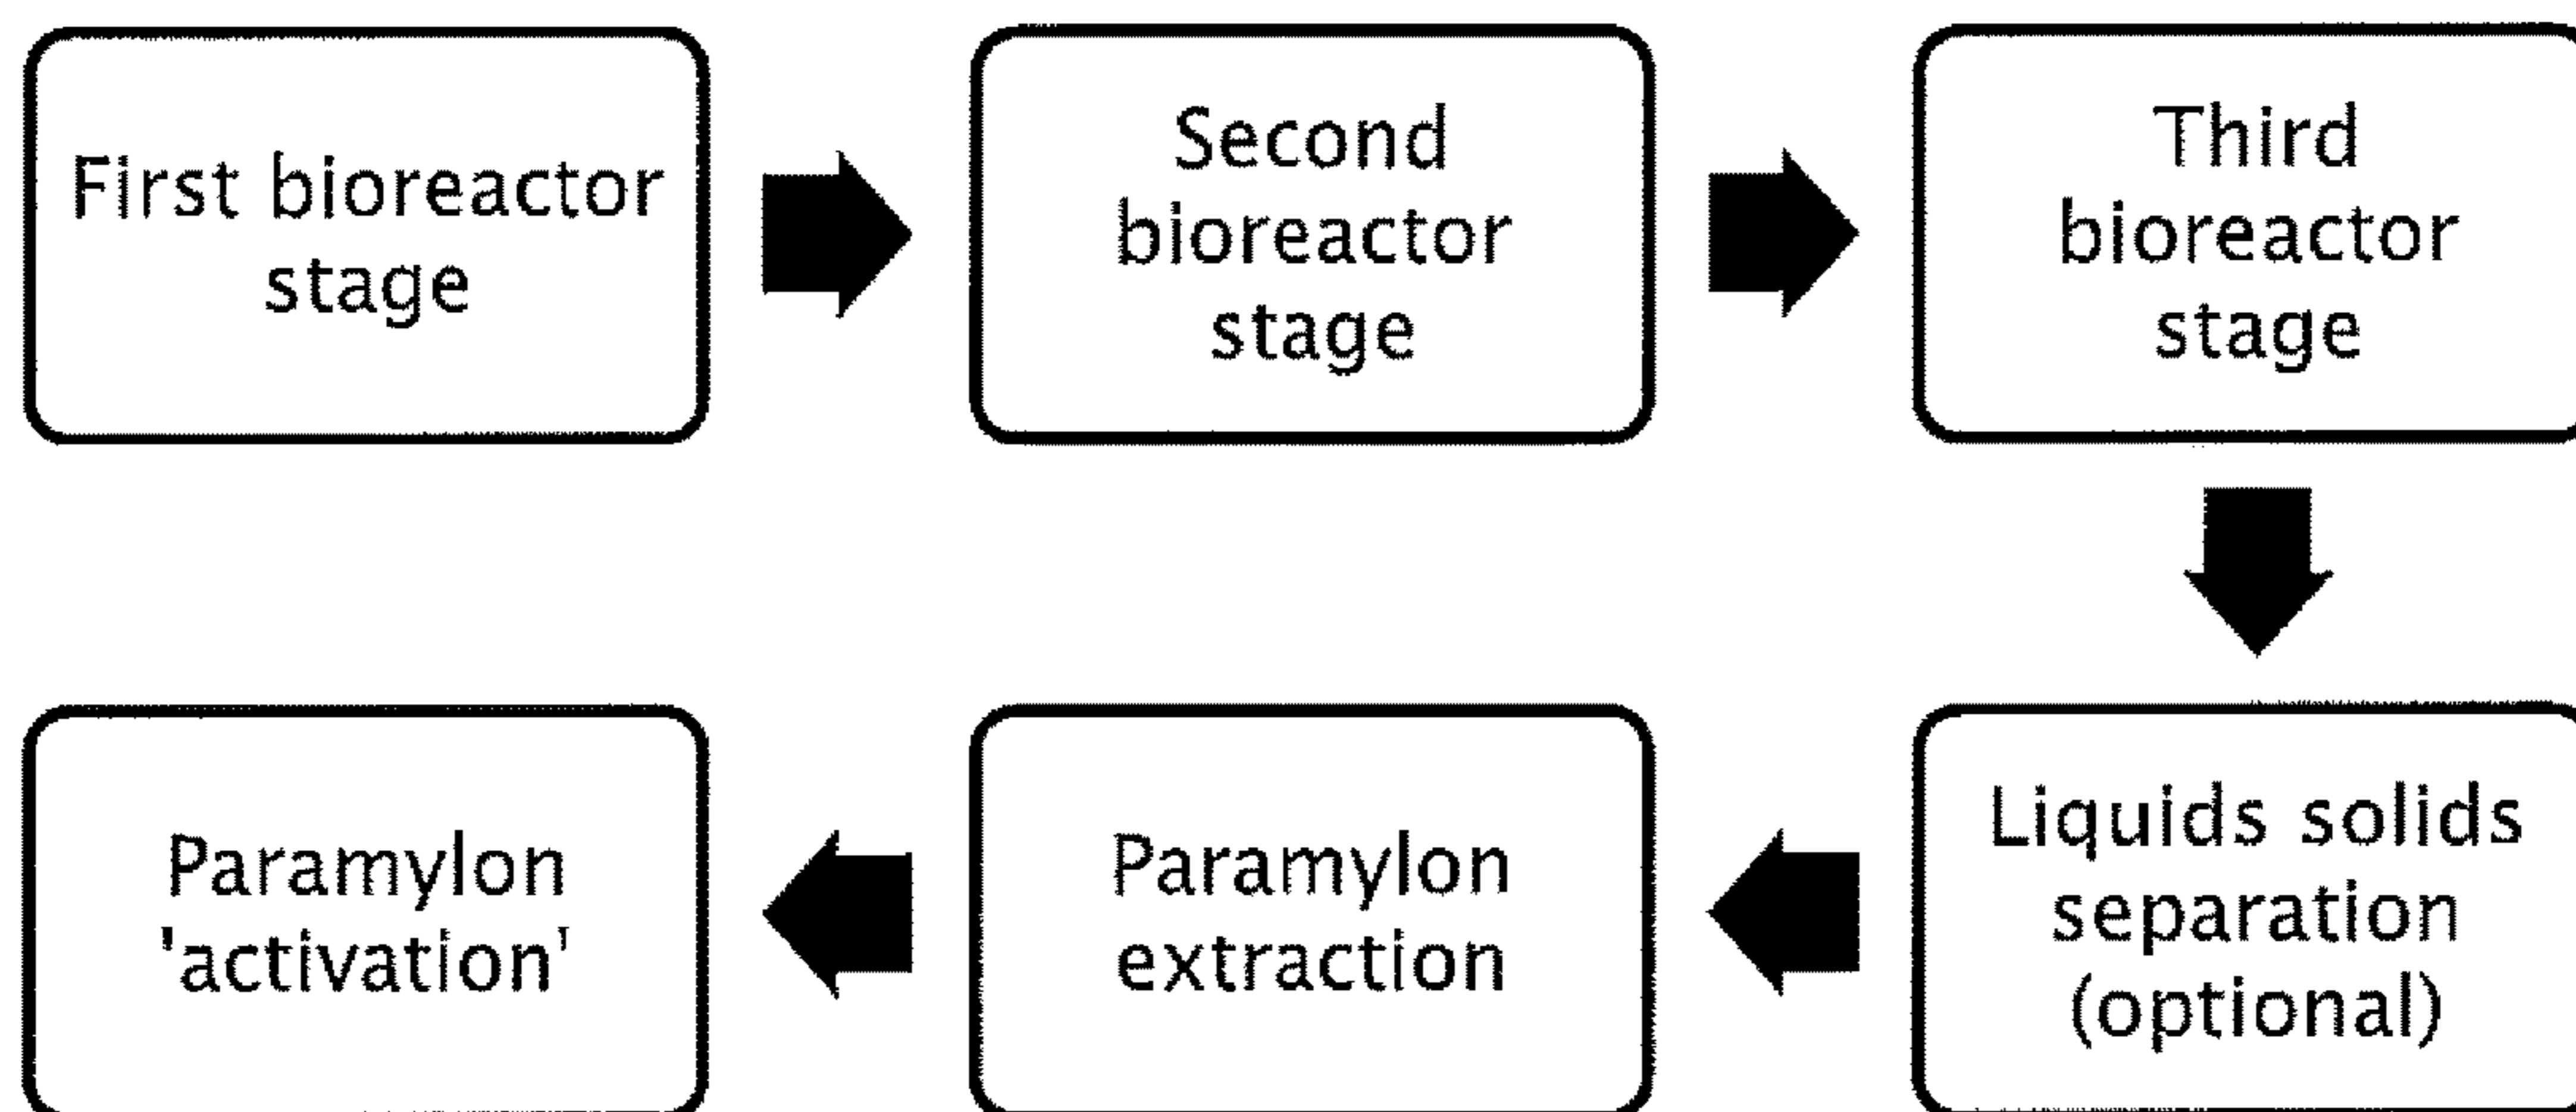 First bioreactor
stage
Second
bioreactor
stage
Third
bioreactor
stage
Liquids solids
separation
(optional)
Paramylon
extraction
Paramylon
'activation'